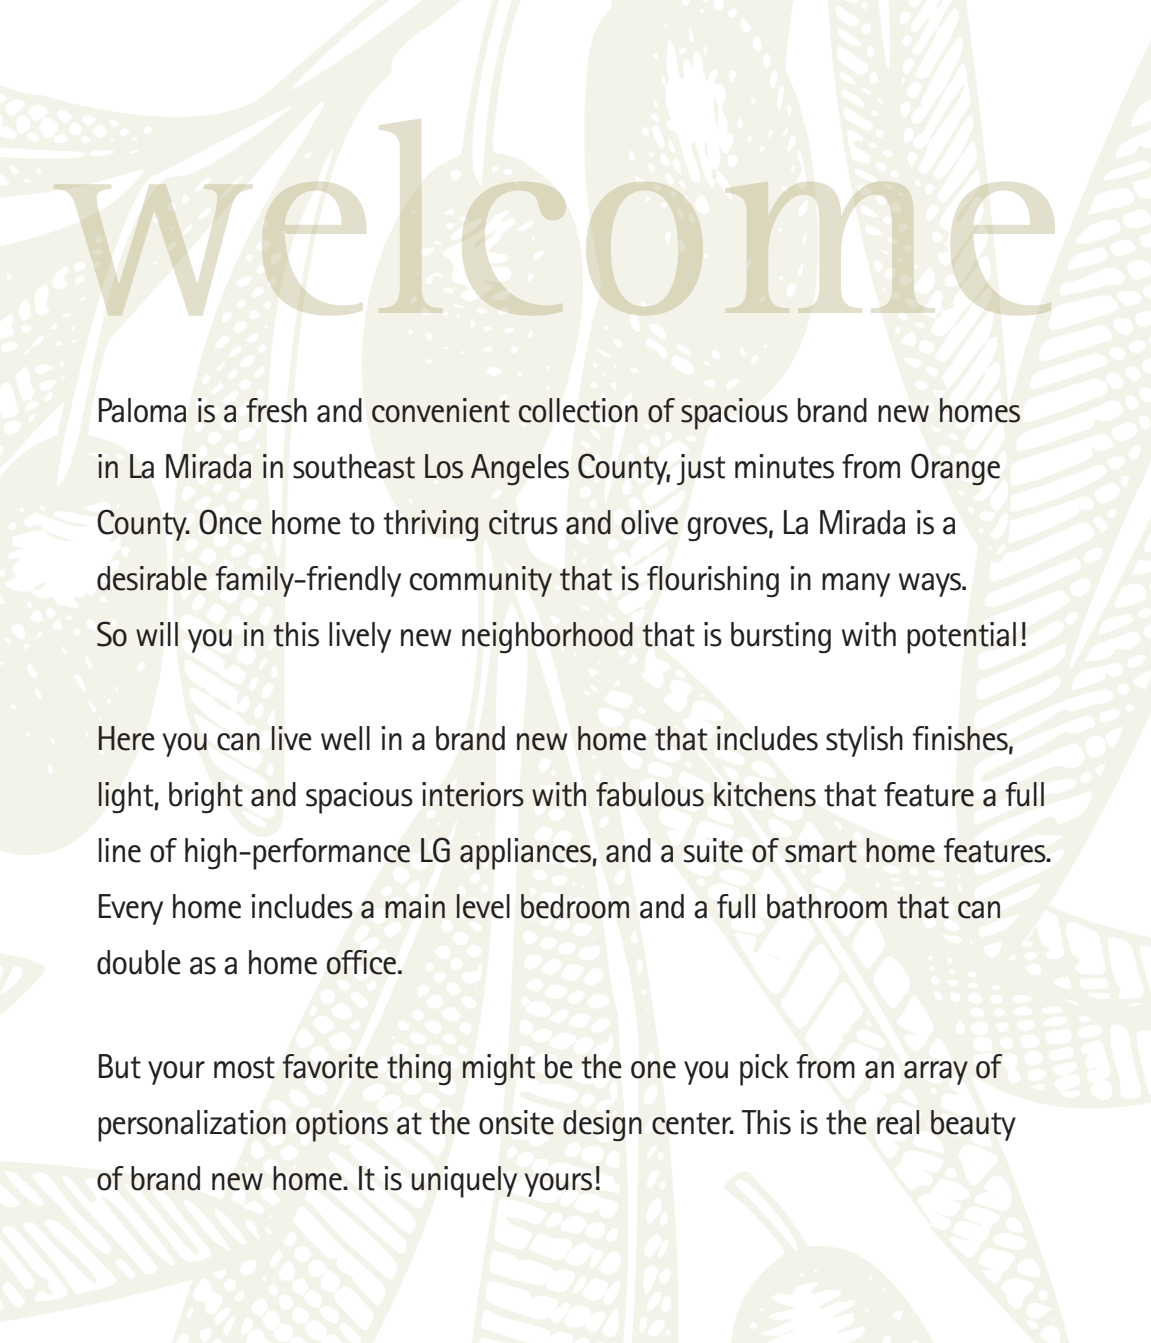 welcome
Paloma is a fresh and convenient collection of spacious brand new homes
in La Mirada in southeast Los Angeles County, just minutes from Orange
County. Once home to thriving citrus and olive groves, La Mirada is a
desirable family-friendly community that is flourishing in many ways.
So will you in this lively new neighborhood that is bursting with potential!
Here you can live well in a brand new home that includes stylish finishes,
light, bright and spacious interiors with fabulous kitchens that feature a full
line of high-performance LG appliances, and a suite of smart home features.
Every home includes a main level bedroom and a full bathroom that can
double as a home office.
But your most favorite thing might be the one you pick from an array of
personalization options at the onsite design center. This is the real beauty
of brand new home. It is uniquely yours!